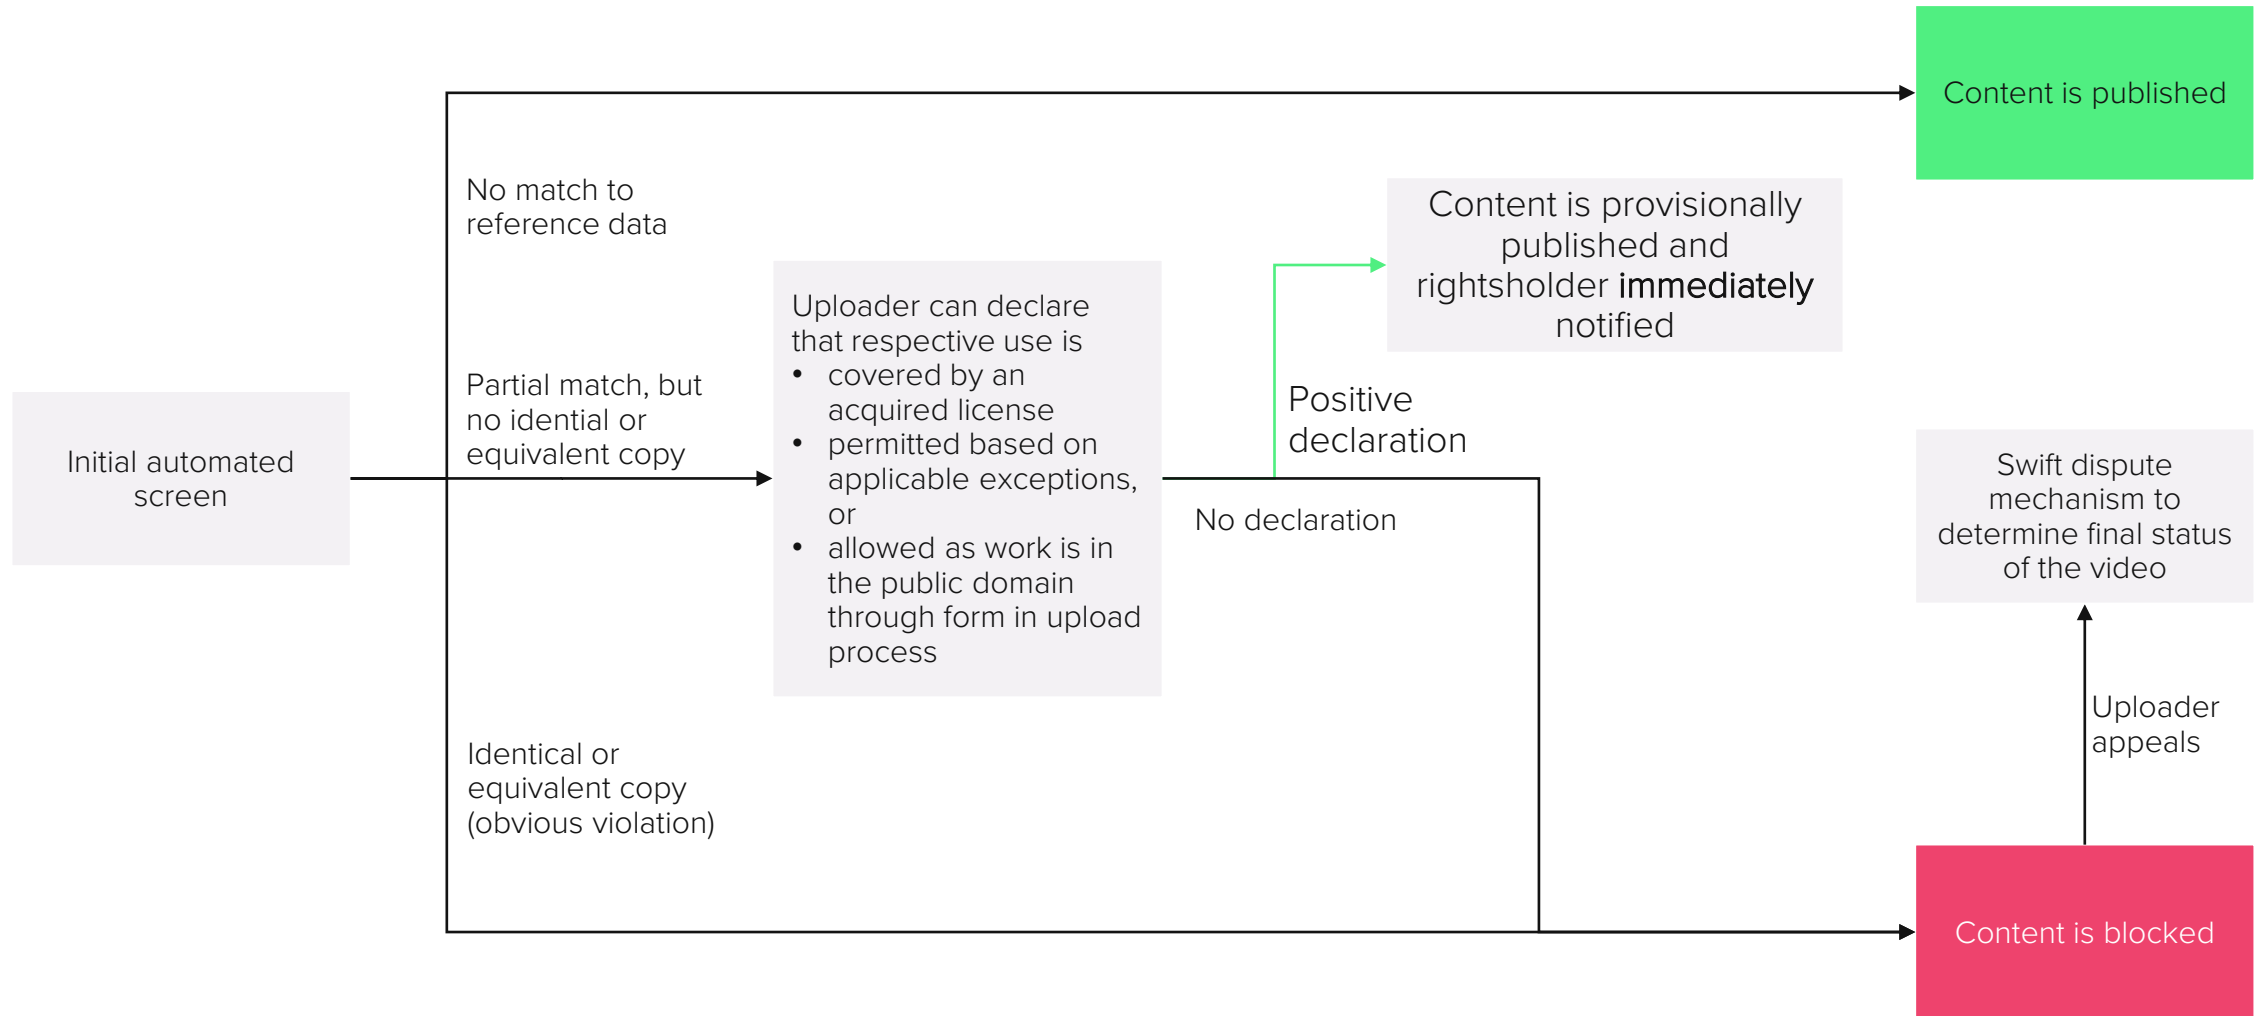 Content is published
No match to
reference data
Content is provisionally
published and
rightsholder immediately
notified
Uploader can declare
that respective use is
• covered by an
acquired license
• permitted based on
applicable exceptions,
or
• allowed as work is in
the public domain
through form in upload
process
Partial match, but
no idential or
equivalent copy
Positive
declaration
Initial automated
screen
Swift dispute
mechanism to
determine final status
of the video
No declaration
Uploader
appeals
Identical or
equivalent copy
(obvious violation)
Content is blocked